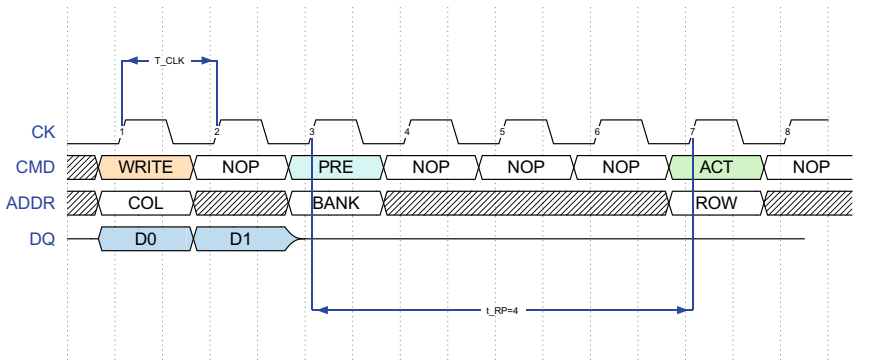 T_CLK
CK 1 2 3 4 5 6 7 8
CMD WRITE NOP PRE NOP NOP NOP ACT NOP
ADDR COL BANK ROW
DQ D0 D1
t_RP=4